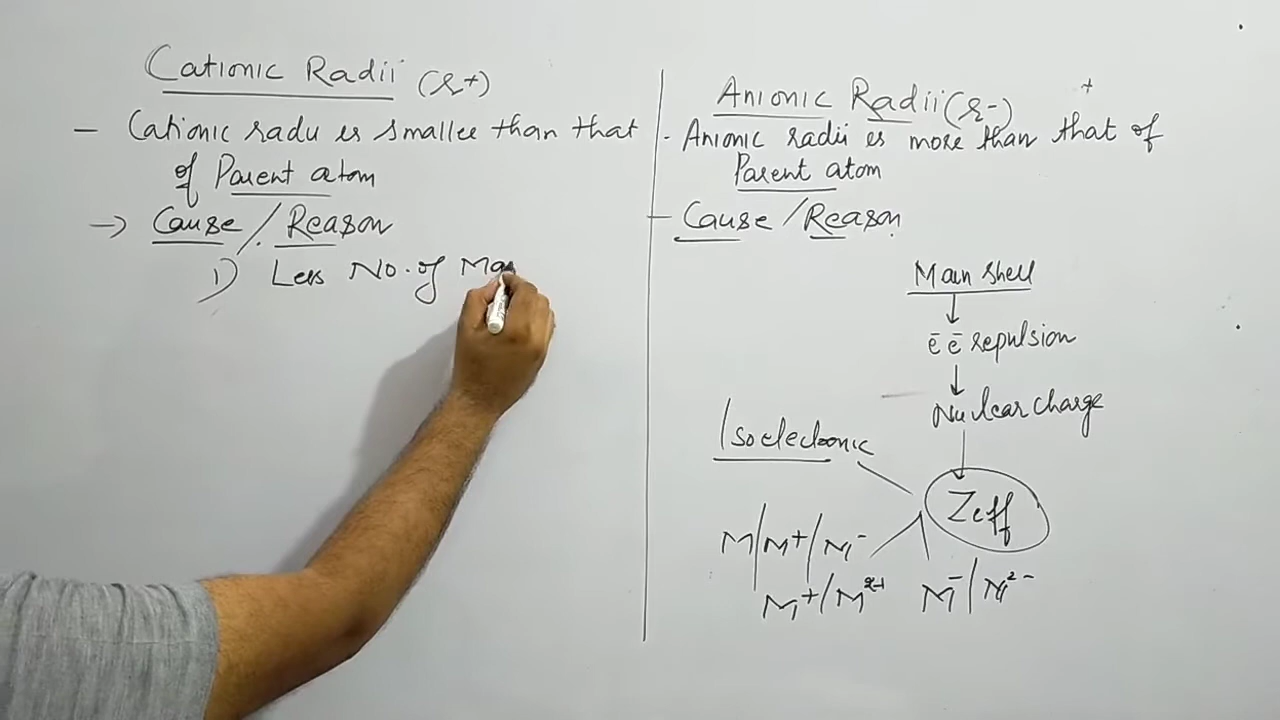 Cationic Radii (r+)
- Cationic radii is smaller than that
of Parent atom
→ Cause / Reason
1) Less No. of Ma
Anionic Radii (r-)
+
- Anionic radii is more than that of
Parent atom
- Cause / Reason
Main shell
↓
ē ē repulsion
↓
Nuclear charge
↓
Isoelectronic
Zeff
M/M+/M-
M+/M2+
M-/M2-